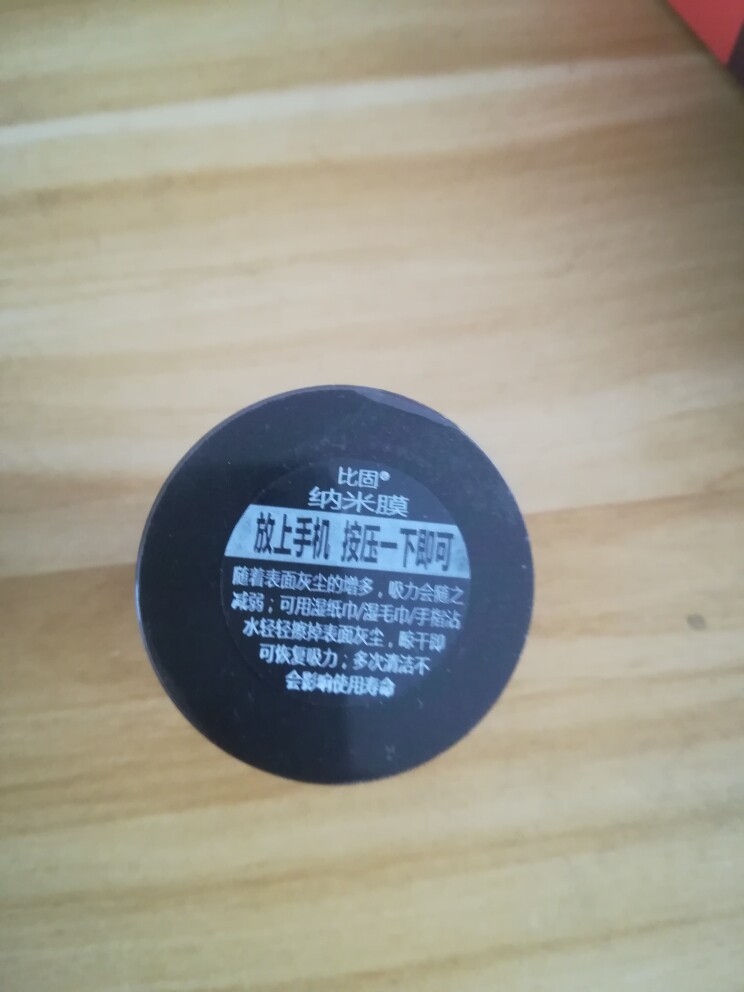 比固®
纳米膜
放上手机 按压一下即可
随着表面灰尘的增多，吸力会随之
减弱；可用湿纸巾/湿毛巾/手指沾
水轻轻擦掉表面灰尘，晾干即
可恢复吸力；多次清洁不
会影响使用寿命